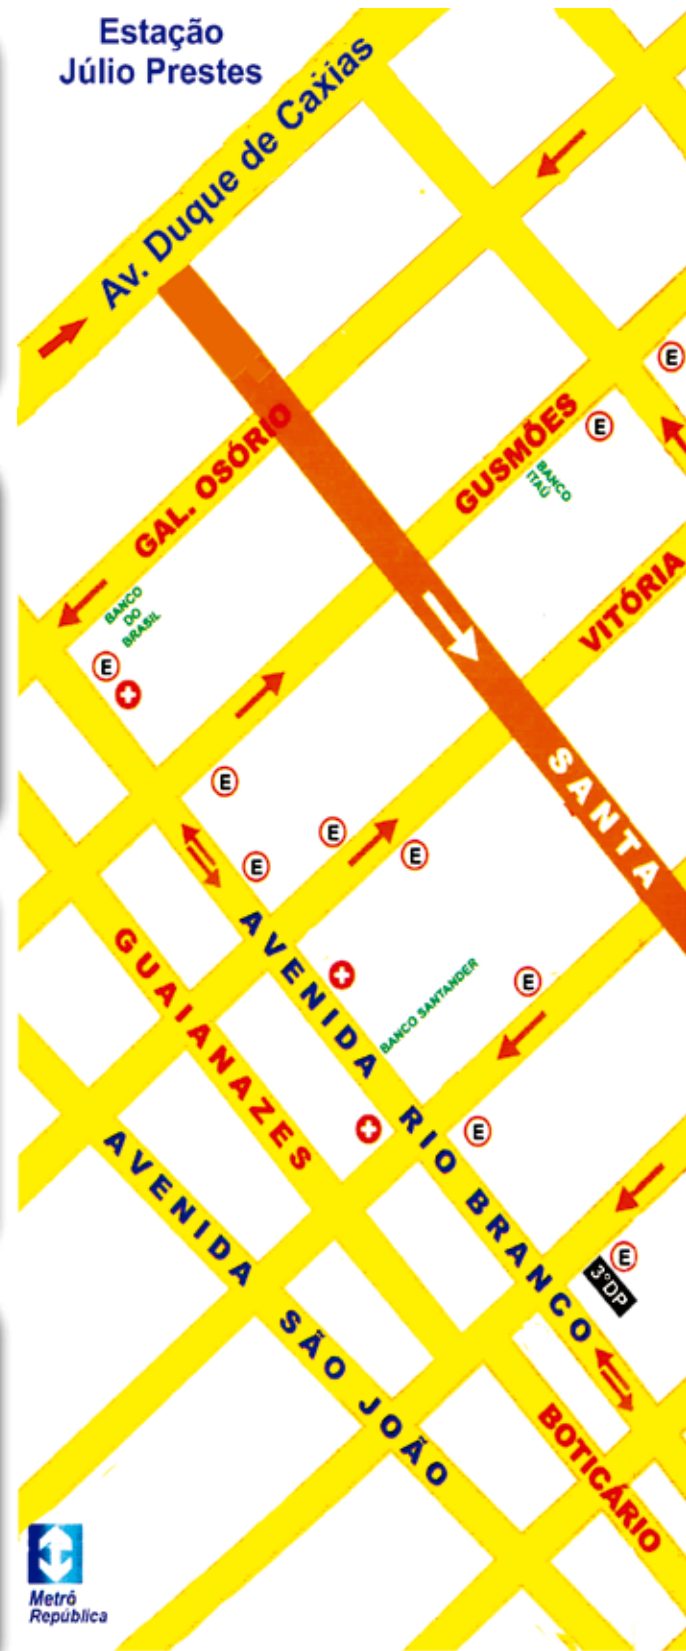 Estação
Júlio Prestes
Av. Duque de Caxias
E
GUSMÕES
E
GAL. OSÓRIO
BANCO
ITAÚ
VITÓRIA
BANCO
DO
BRASIL
E
SANTA
E
E
E
E
AVENIDA RIO BRANCO
GUAIANAZES
BANCO SANTANDER
E
E
AVENIDA SÃO JOÃO
E
3°DP
BOTICÁRIO
Metrô
República